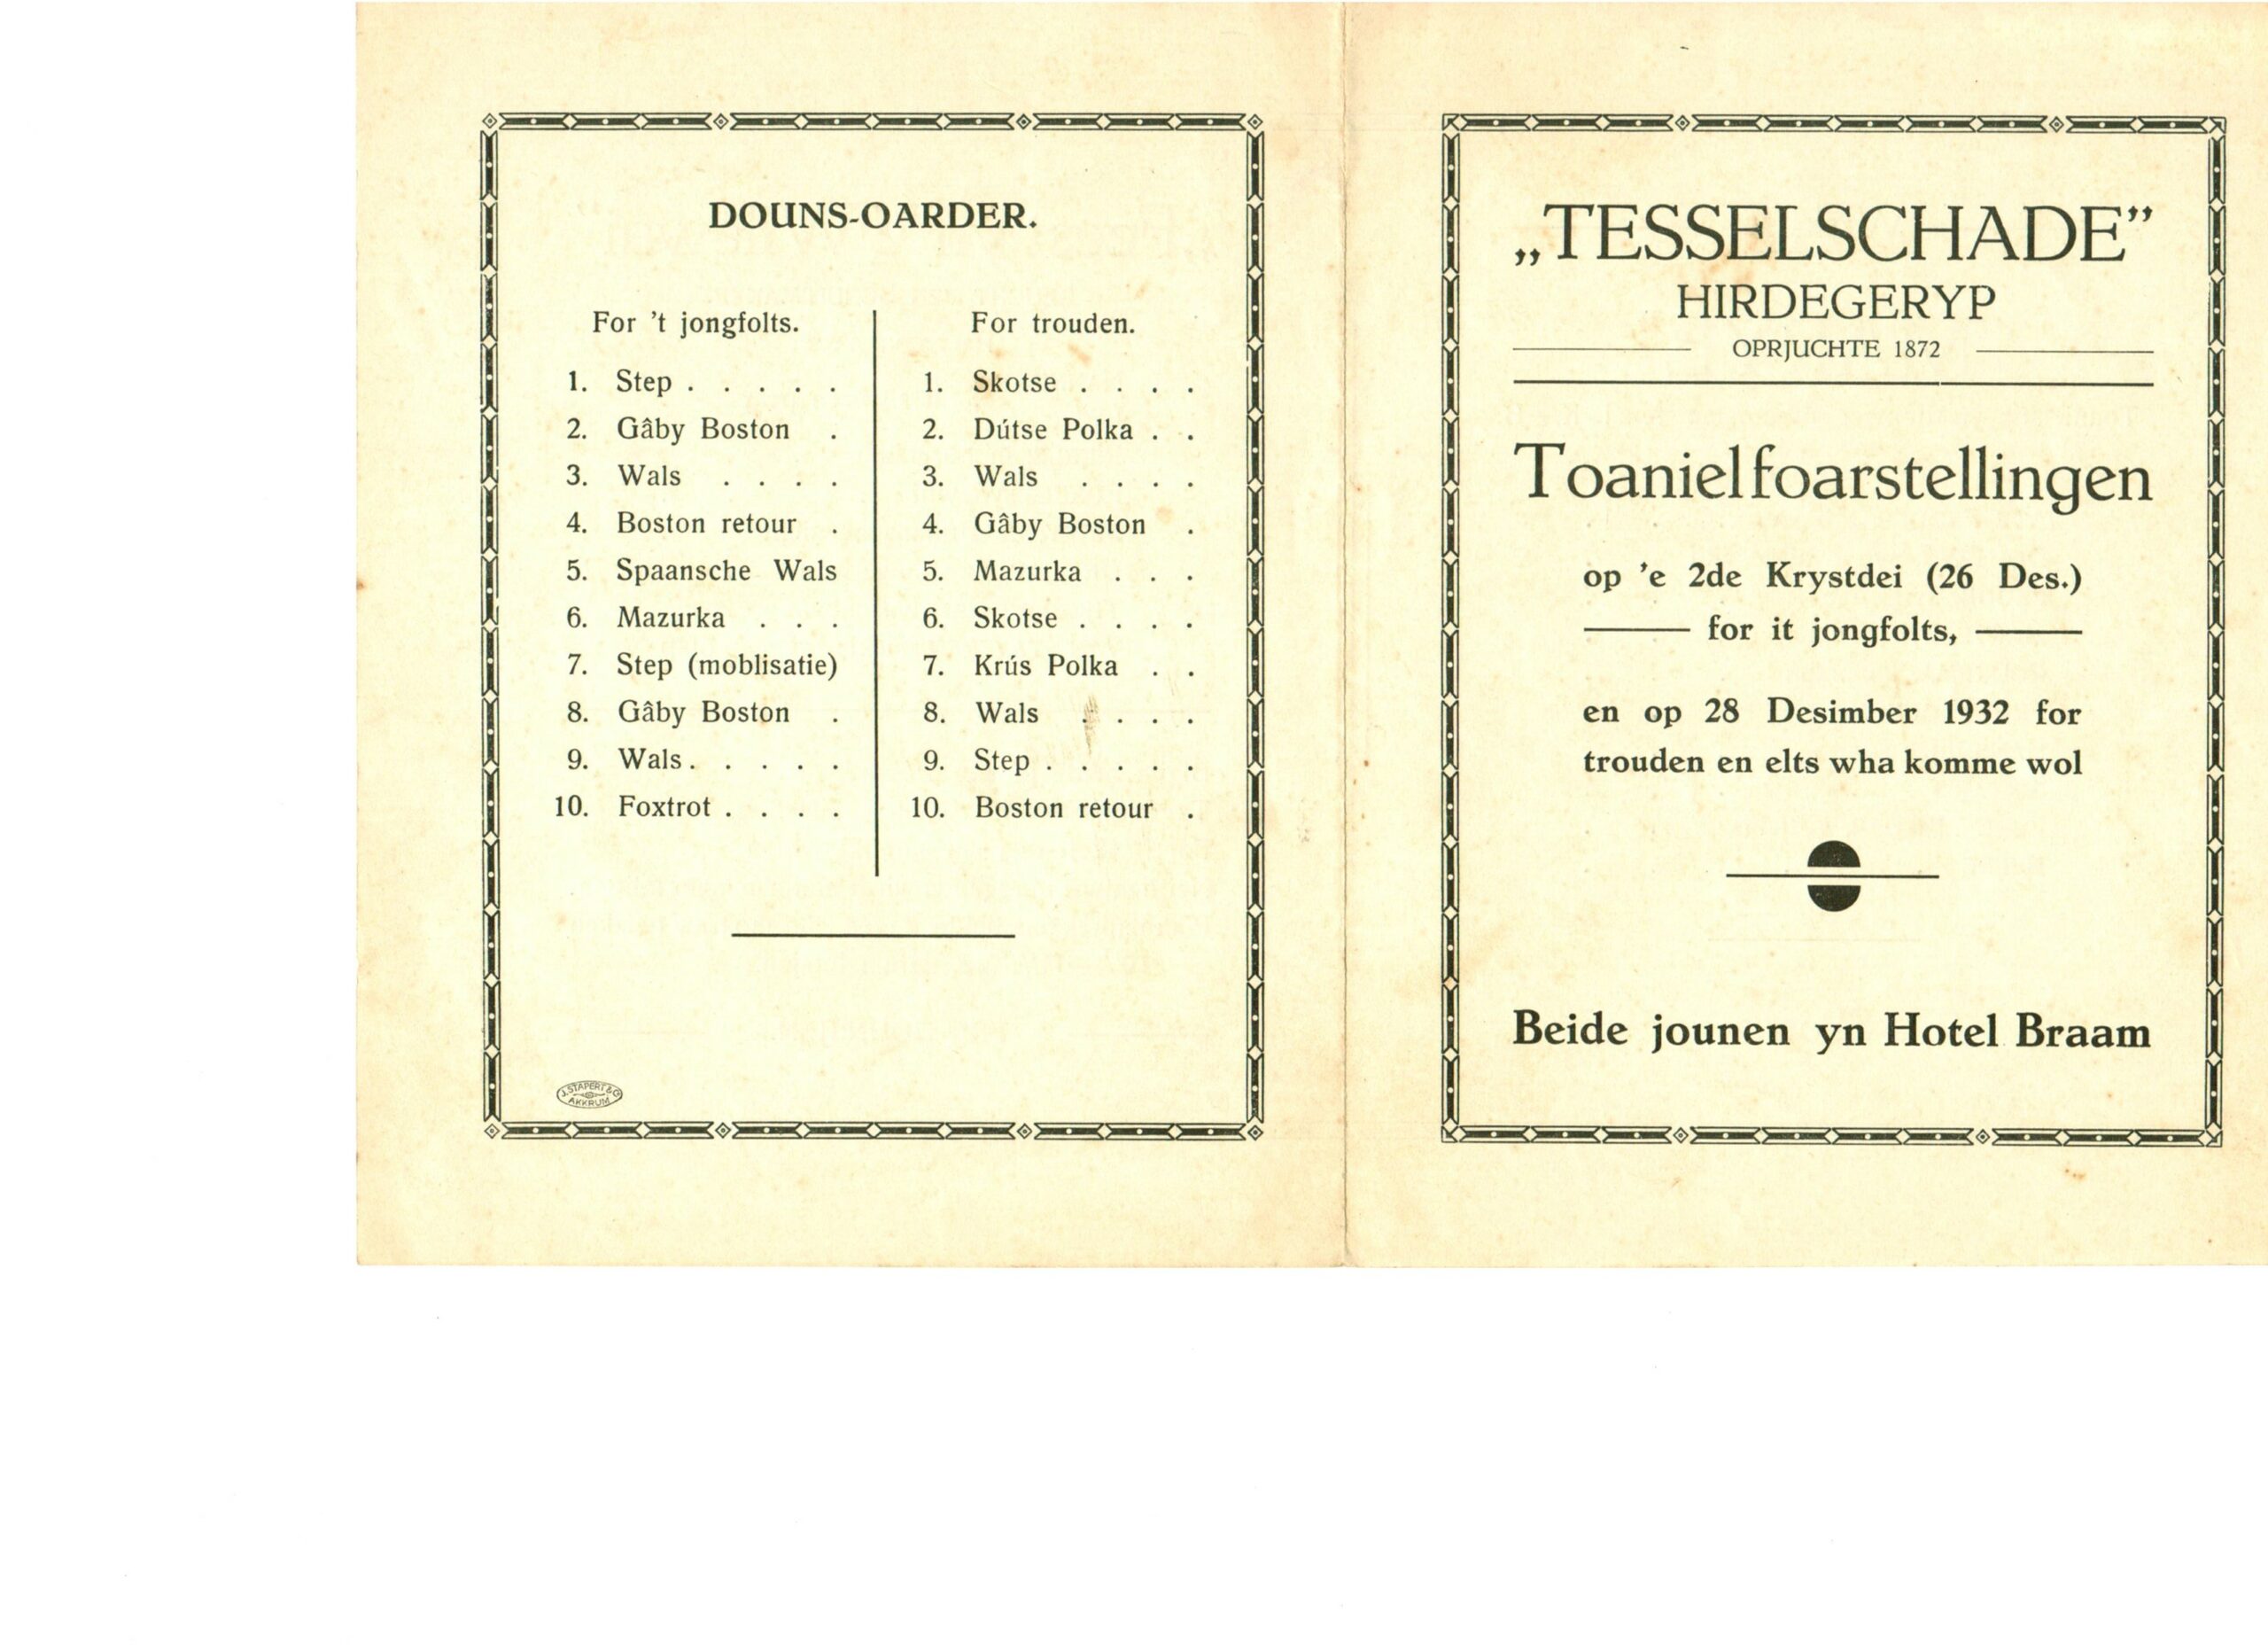 DOUNS-OARDER.
For 't jongfolts.
1. Step . . . . .
2. Gâby Boston .
3. Wals . . . .
4. Boston retour .
5. Spaansche Wals
6. Mazurka . . .
7. Step (moblisatie)
8. Gâby Boston .
9. Wals . . . . .
10. Foxtrot . . . .
For trouden.
1. Skotse . . . .
2. Dútse Polka . .
3. Wals . . . .
4. Gâby Boston .
5. Mazurka . . .
6. Skotse . . . .
7. Krús Polka . .
8. Wals . . . .
9. Step . . . . .
10. Boston retour .
J. STAPERT & C
AKKRUM
„TESSELSCHADE”
HIRDEGERYP
OPRJUCHTE 1872
Toanielfoarstellingen
op 'e 2de Krystdei (26 Des.)
for it jongfolts,
en op 28 Desimber 1932 for
trouden en elts wha komme wol
Beide jounen yn Hotel Braam